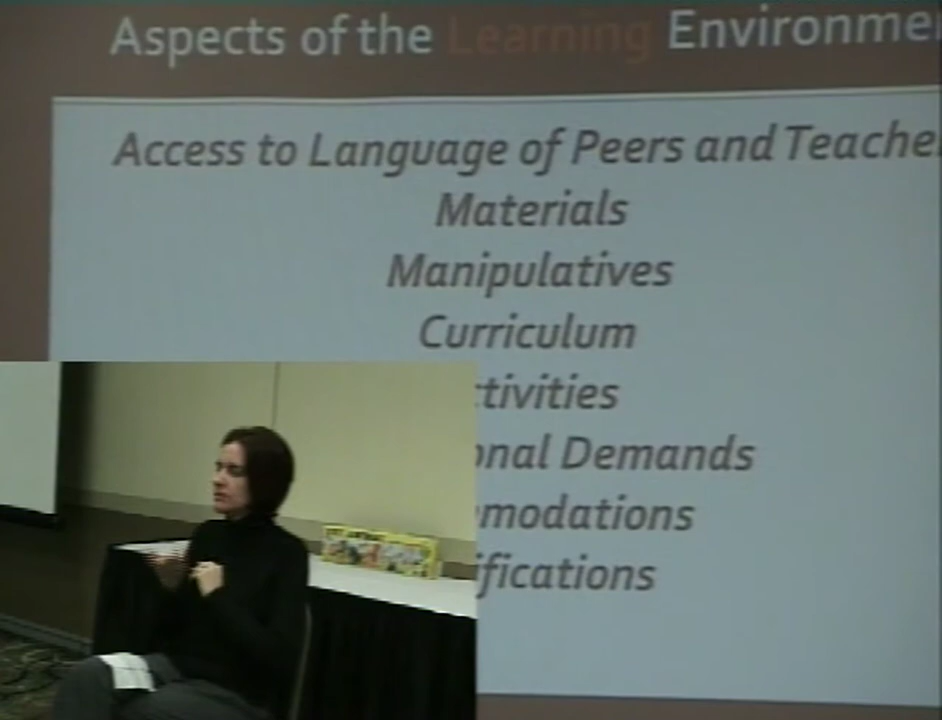 Aspects of the Learning Environme
Access to Language of Peers and Teache
Materials
Manipulatives
Curriculum
tivities
onal Demands
modations
ifications